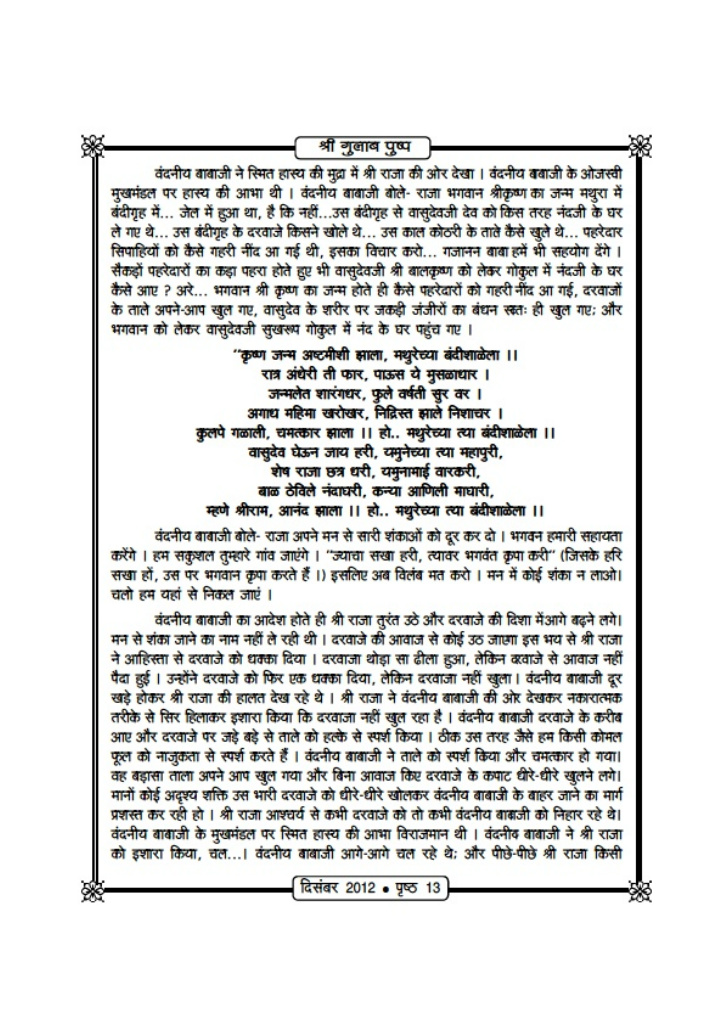 श्री गुलाब पुष्प
वंदनीय बाबाजी ने स्मित हास्य की मुद्रा में श्री राजा की ओर देखा । वंदनीय बाबाजी के ओजस्वी
मुखमंडल पर हास्य की आभा थी । वंदनीय बाबाजी बोले- राजा भगवान श्रीकृष्ण का जन्म मथुरा में
बंदीगृह में... जेल में हुआ था, है कि नहीं...उस बंदीगृह से वासुदेवजी देव को किस तरह नंदजी के घर
ले गए थे... उस बंदीगृह के दरवाजे किसने खोले थे... उस काल कोठरी के ताले कैसे खुले थे... पहरेदार
सिपाहियों को कैसे गहरी नींद आ गई थी, इसका विचार करो... गजानन बाबा हमें भी सहयोग देंगे ।
सैकड़ों पहरेदारों का कड़ा पहरा होते हुए भी वासुदेवजी श्री बालकृष्ण को लेकर गोकुल में नंदजी के घर
कैसे आए ? अरे... भगवान श्री कृष्ण का जन्म होते ही कैसे पहरेदारों को गहरी नींद आ गई, दरवाजों
के ताले अपने-आप खुल गए, वासुदेव के शरीर पर जकड़ी जंजीरों का बंधन स्वतः ही खुल गए; और
भगवान को लेकर वासुदेवजी सुखरूप गोकुल में नंद के घर पहुंच गए ।
“कृष्ण जन्म अष्टमीशी झाला, मथुरेच्या बंदीशाळेला ।।
रात्र अंधेरी ती फार, पाऊस ये मुसळाधार ।
जन्मलेत शारंगधर, फुले वर्षती सुर वर ।
अगाध महिमा खरोखर, निद्रिस्त झाले निशाचर ।
कुलपे गळाली, चमत्कार झाला ।। हो.. मथुरेच्या त्या बंदीशाळेला ।।
वासुदेव घेऊन जाय हरी, यमुनेच्या त्या महापुरी,
शेष राजा छत्र धरी, यमुनामाई वारकरी,
बाळ ठेविले नंदाघरी, कन्या आणिली माघारी,
म्हणे श्रीराम, आनंद झाला ।। हो.. मथुरेच्या त्या बंदीशाळेला ।।
वंदनीय बाबाजी बोले- राजा अपने मन से सारी शंकाओं को दूर कर दो । भगवन हमारी सहायता
करेंगे । हम सकुशल तुम्हारे गांव जाएंगे । “ज्याचा सखा हरी, त्यावर भगवंत कृपा करी” (जिसके हरि
सखा हों, उस पर भगवान कृपा करते हैं ।) इसलिए अब विलंब मत करो । मन में कोई शंका न लाओ।
चलो हम यहां से निकल जाएं ।
वंदनीय बाबाजी का आदेश होते ही श्री राजा तुरंत उठे और दरवाजे की दिशा में आगे बढ़ने लगे।
मन से शंका जाने का नाम नहीं ले रही थी । दरवाजे की आवाज से कोई उठ जाएगा इस भय से श्री राजा
ने आहिस्ता से दरवाजे को धक्का दिया । दरवाजा थोड़ा सा ढीला हुआ, लेकिन दरवाजे से आवाज नहीं
पैदा हुई । उन्होंने दरवाजे को फिर एक धक्का दिया, लेकिन दरवाजा नहीं खुला । वंदनीय बाबाजी दूर
खड़े होकर श्री राजा की हालत देख रहे थे । श्री राजा ने वंदनीय बाबाजी की ओर देखकर नकारात्मक
तरीके से सिर हिलाकर इशारा किया कि दरवाजा नहीं खुल रहा है । वंदनीय बाबाजी दरवाजे के करीब
आए और दरवाजे पर जड़े बड़े से ताले को हल्के से स्पर्श किया । ठीक उस तरह जैसे हम किसी कोमल
फूल को नाजुकता से स्पर्श करते हैं । वंदनीय बाबाजी ने ताले को स्पर्श किया और चमत्कार हो गया।
वह बड़ासा ताला अपने आप खुल गया और बिना आवाज किए दरवाजे के कपाट धीरे-धीरे खुलने लगे।
मानों कोई अदृश्य शक्ति उस भारी दरवाजे को धीरे-धीरे खोलकर वंदनीय बाबाजी के बाहर जाने का मार्ग
प्रशस्त कर रही हो । श्री राजा आश्चर्य से कभी दरवाजे को तो कभी वंदनीय बाबाजी को निहार रहे थे।
वंदनीय बाबाजी के मुखमंडल पर स्मित हास्य की आभा विराजमान थी । वंदनीय बाबाजी ने श्री राजा
को इशारा किया, चल...। वंदनीय बाबाजी आगे-आगे चल रहे थे; और पीछे-पीछे श्री राजा किसी
दिसंबर 2012 ● पृष्ठ 13